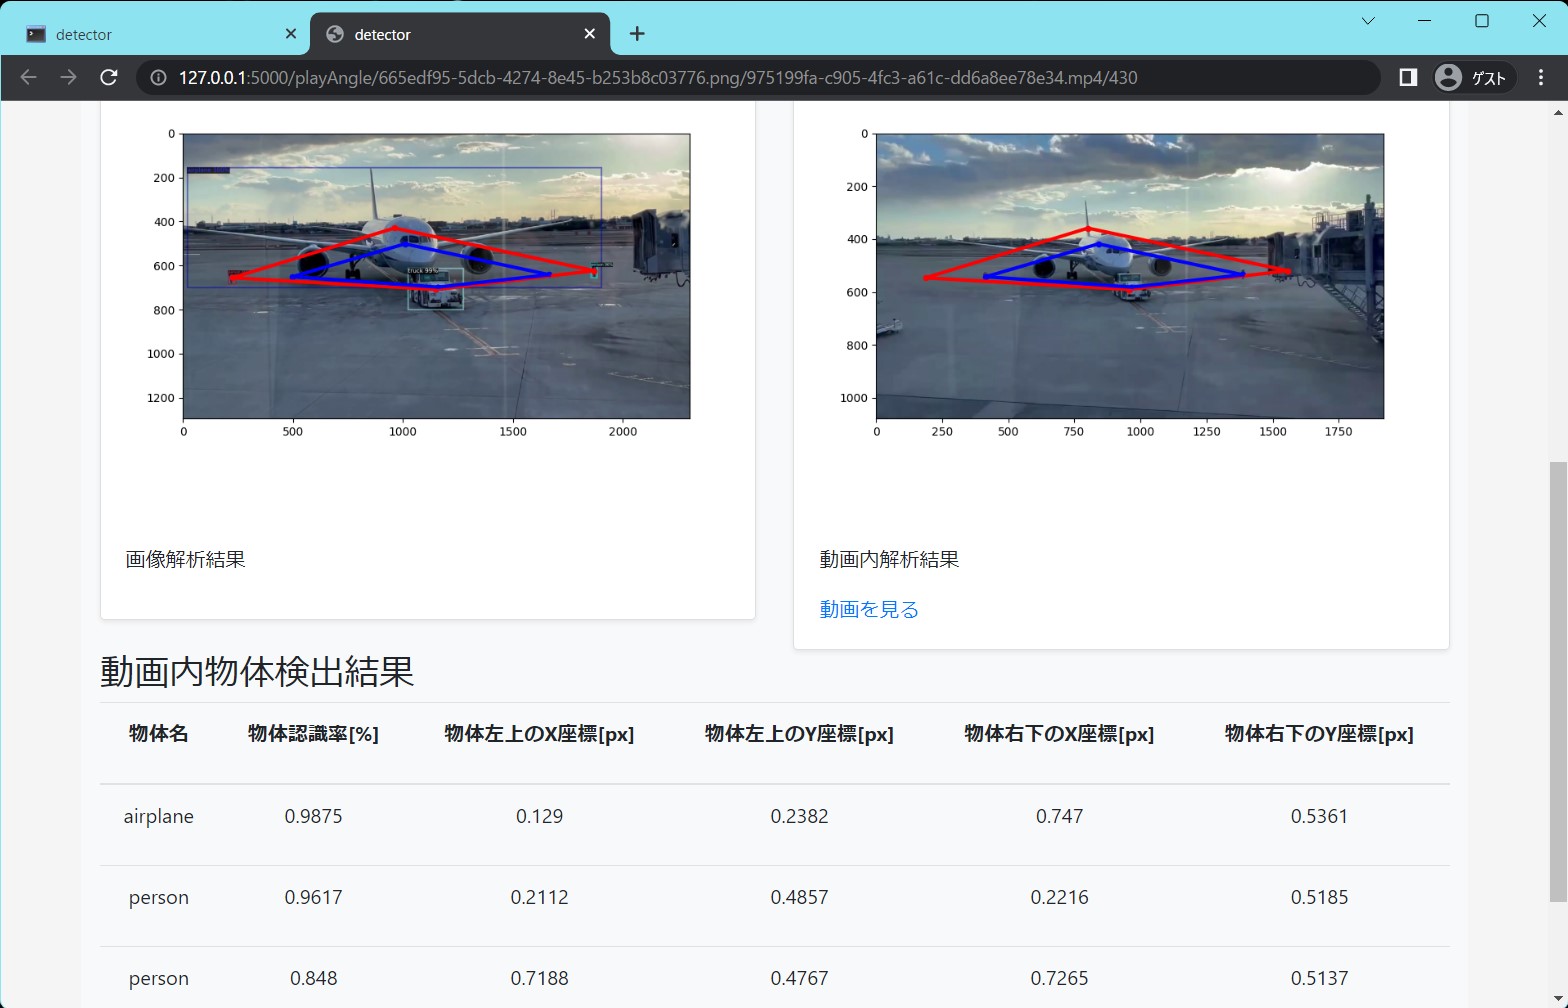 detector
detector
127.0.0.1:5000/playAngle/665edf95-5dcb-4274-8e45-b253b8c03776.png/975199fa-c905-4fc3-a61c-dd6a8ee78e34.mp4/430
ゲスト
0
200
400
600
800
1000
1200
0 500 1000 1500 2000
truck 99%
0
200
400
600
800
1000
0 250 500 750 1000 1250 1500 1750
画像解析結果
動画内解析結果
動画を見る
動画内物体検出結果
物体名 物体認識率[%] 物体左上のX座標[px] 物体左上のY座標[px] 物体右下のX座標[px] 物体右下のY座標[px]
airplane 0.9875 0.129 0.2382 0.747 0.5361
person 0.9617 0.2112 0.4857 0.2216 0.5185
person 0.848 0.7188 0.4767 0.7265 0.5137